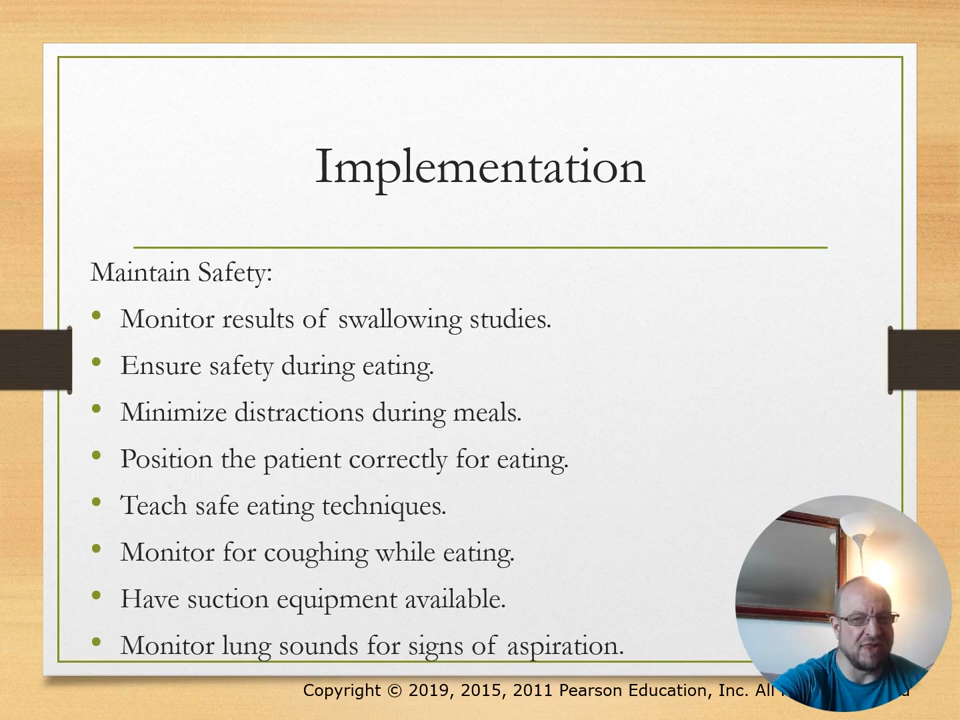 Implementation
Maintain Safety:
• Monitor results of swallowing studies.
• Ensure safety during eating.
• Minimize distractions during meals.
• Position the patient correctly for eating.
• Teach safe eating techniques.
• Monitor for coughing while eating.
• Have suction equipment available.
• Monitor lung sounds for signs of aspiration.
Copyright © 2019, 2015, 2011 Pearson Education, Inc. All